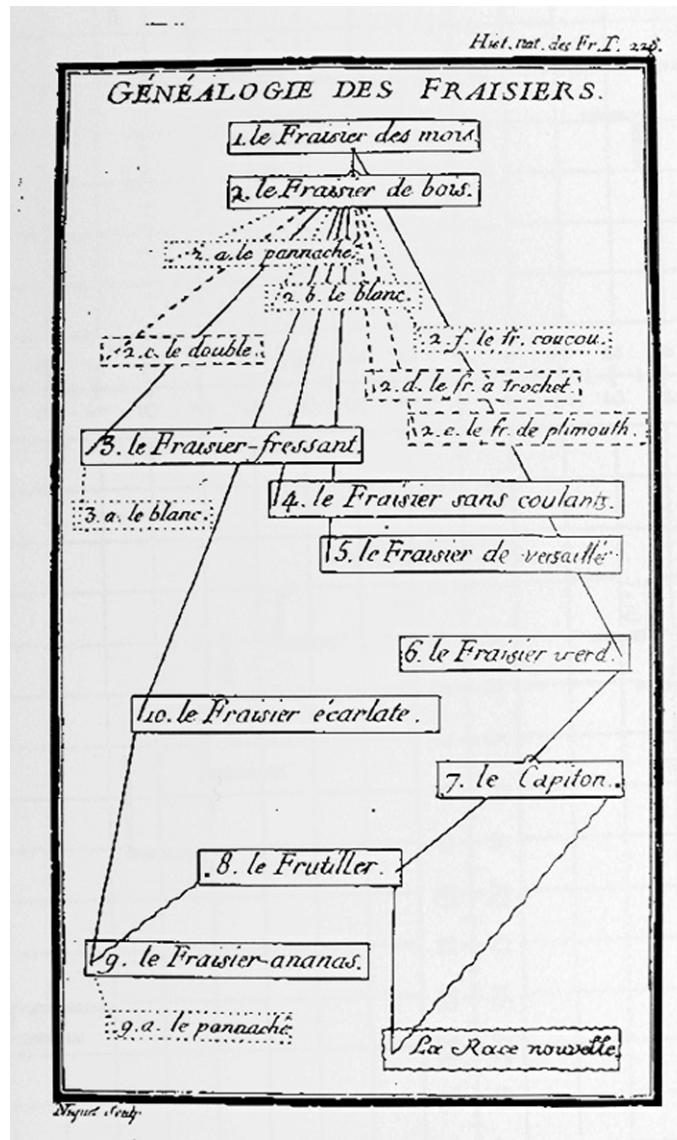 Hist. nat. des Fr. P. 228.
GÉNÉALOGIE DES FRAISIERS.
1. le Fraisier des mois.
2. le Fraisier de bois.
2. a. le pannaché.
2. b. le blanc.
2. f. le fr. coucou.
2. c. le double.
2. d. le fr. a trochet.
2. e. le fr. de plimouth.
3. le Fraisier-fressant.
4. le Fraisier sans coulants.
3. a. le blanc.
5. le Fraisier de versaille
6. le Fraisier verd.
10. le Fraisier écarlate.
7. le Capiton.
8. le Frutiller.
9. le Fraisier-ananas.
9. a. le pannaché
La Race nouvelle.
Sculp.